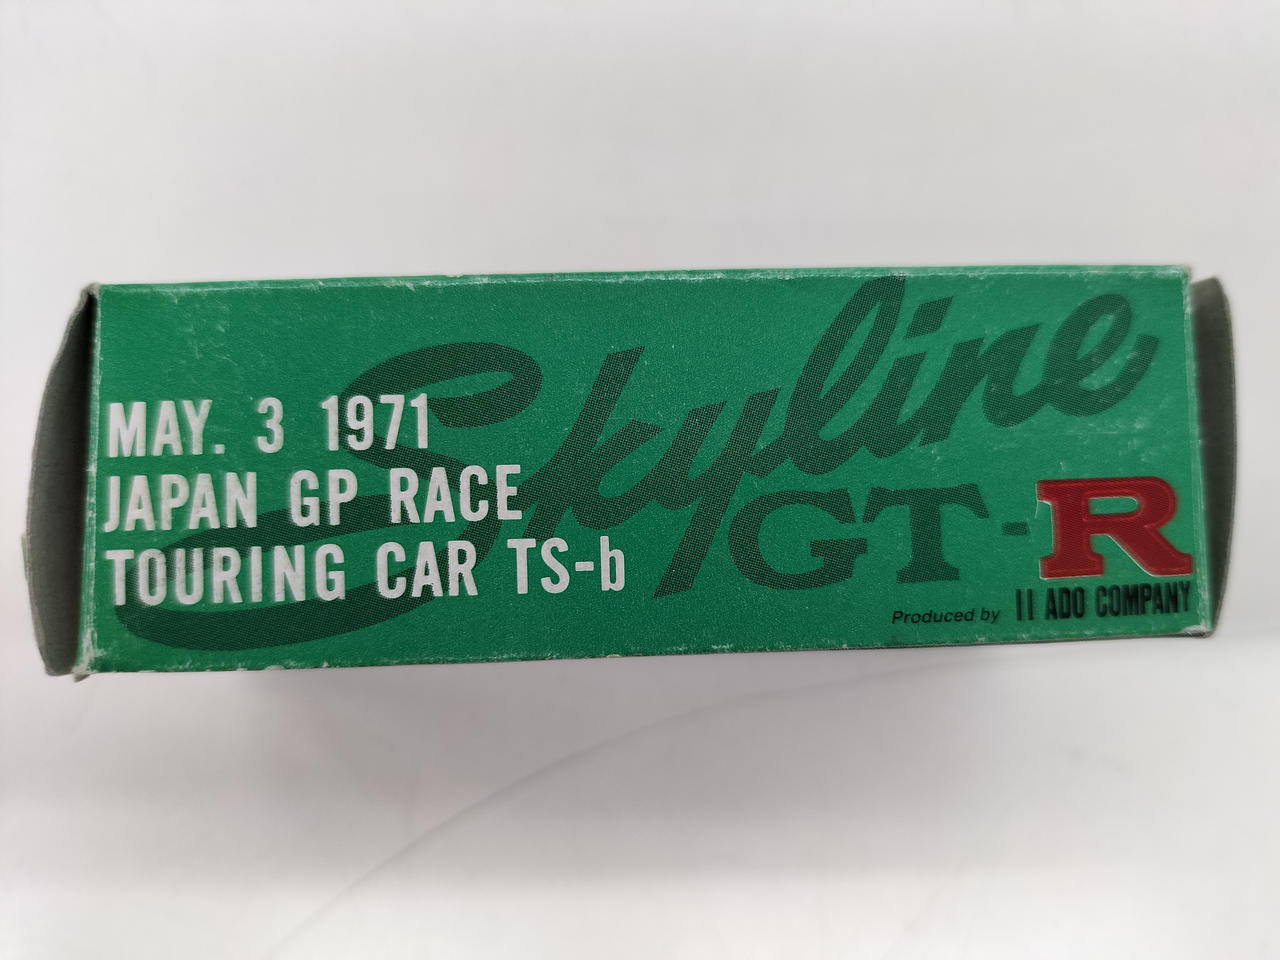 Skyline
GT-R
MAY. 3 1971
JAPAN GP RACE
TOURING CAR TS-b
Produced by II ADO COMPANY